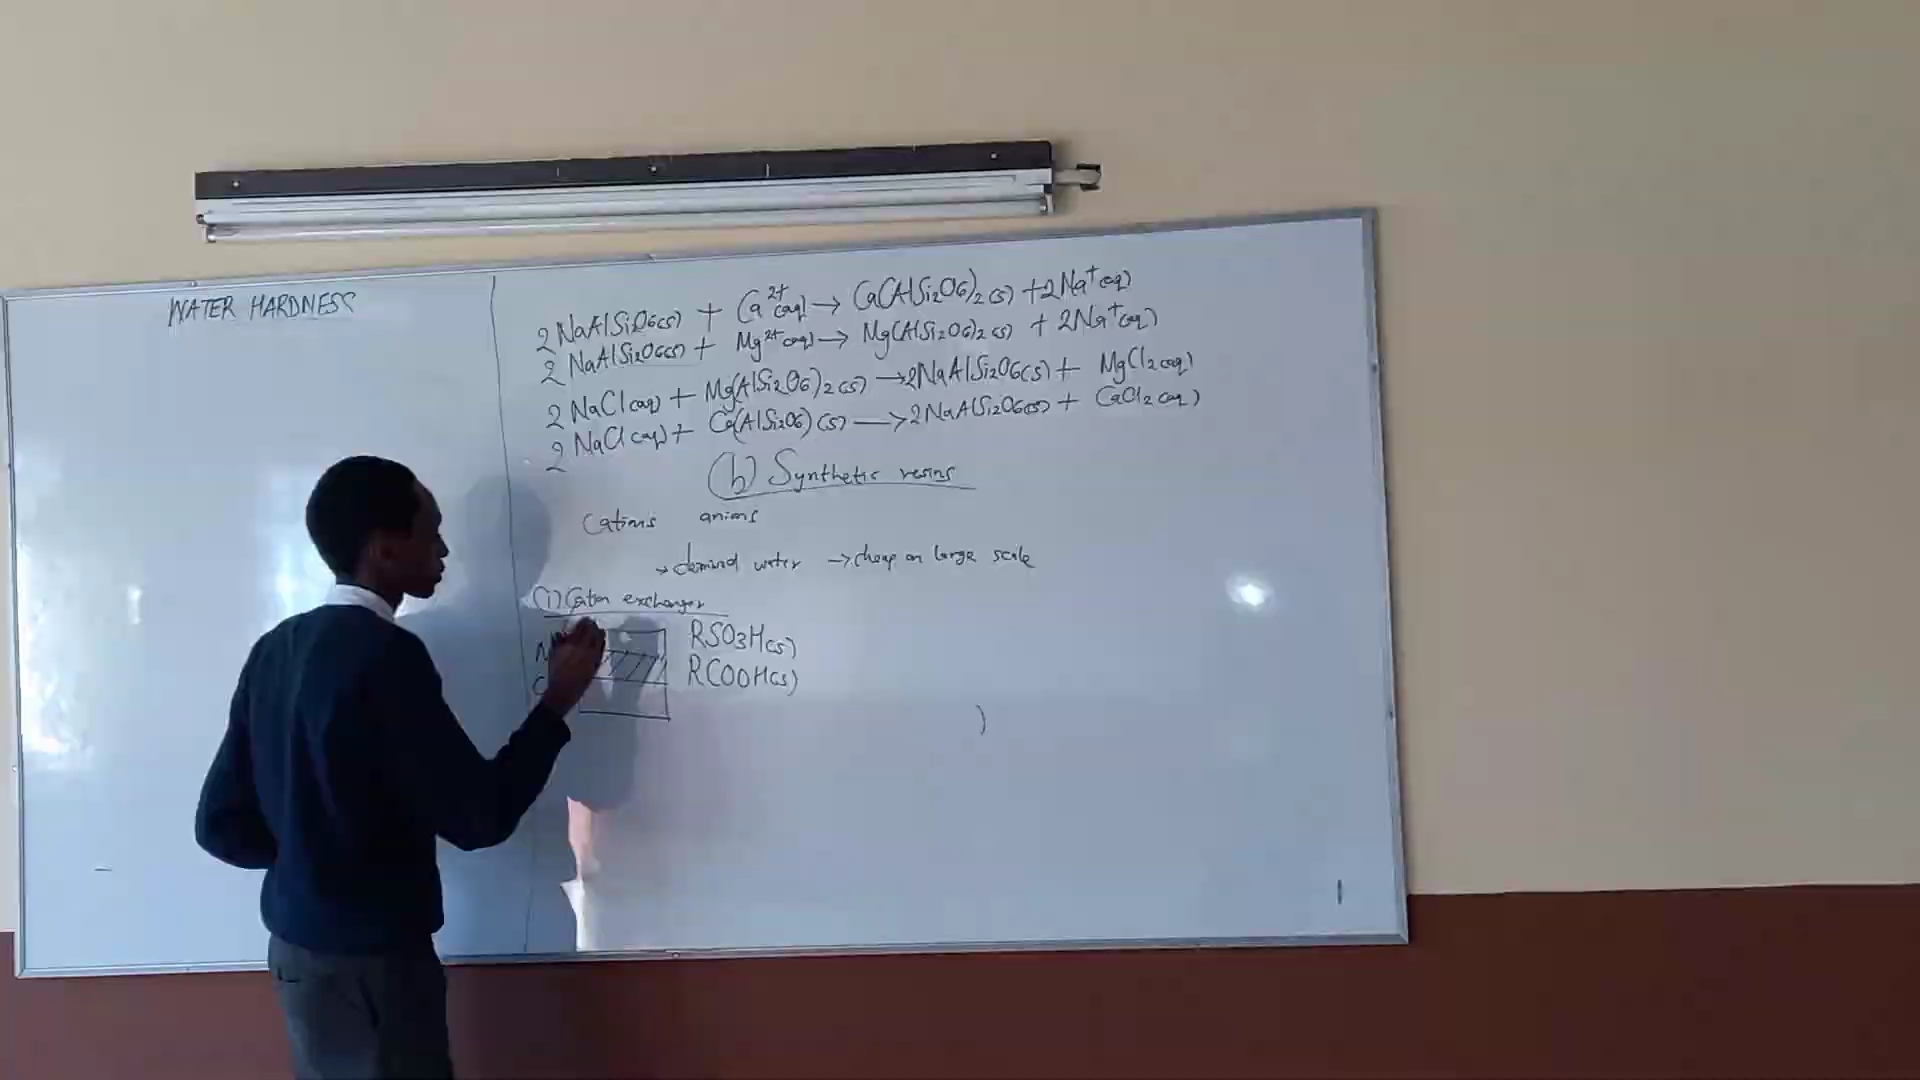 WATER HARDNESS
2NaAlSi2O6(s) + Ca2+(aq) → Ca(AlSi2O6)2(s) + 2Na+(aq)
2NaAlSi2O6(s) + Mg2+(aq) → Mg(AlSi2O6)2(s) + 2Na+(aq)
2NaCl(aq) + Mg(AlSi2O6)2(s) → 2NaAlSi2O6(s) + MgCl2(aq)
2NaCl(aq) + Ca(AlSi2O6)(s) → 2NaAlSi2O6(s) + CaCl2(aq)
(b) Synthetic resins
Cations anions
→ water → cheap on large scale
(i) Cation exchanger
RSO3H(s)
RCOOH(s)